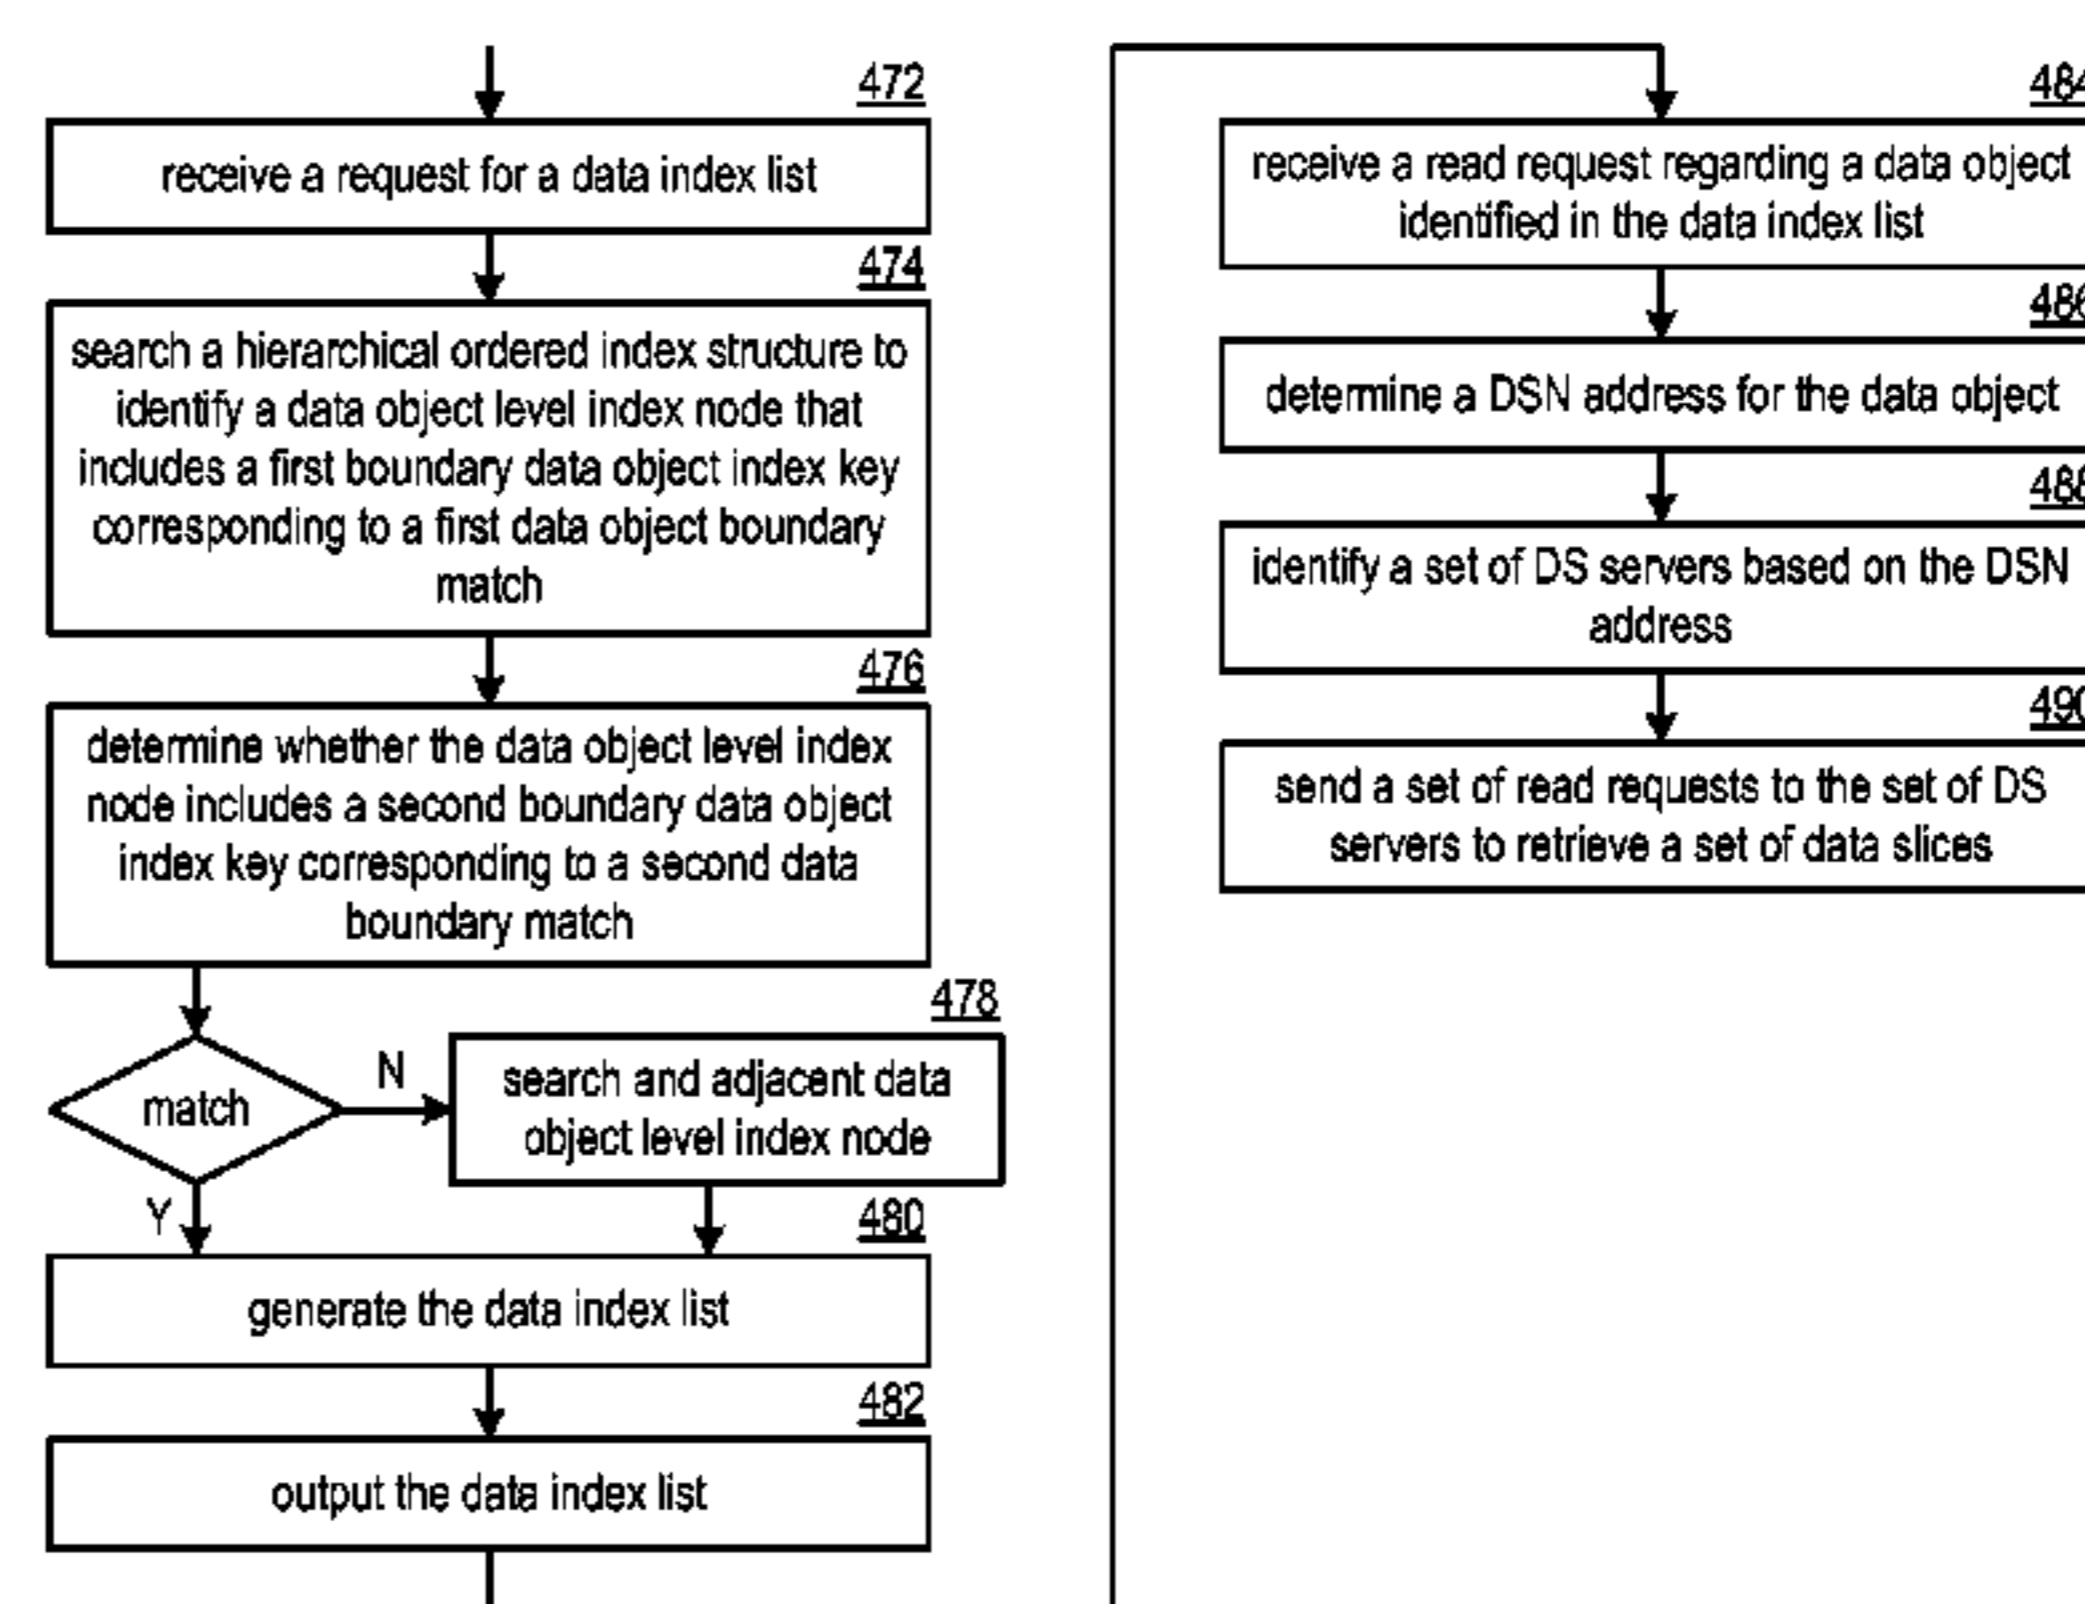 472
receive a request for a data index list
474
search a hierarchical ordered index structure to
identify a data object level index node that
includes a first boundary data object index key
corresponding to a first data object boundary
match
476
determine whether the data object level index
node includes a second boundary data object
index key corresponding to a second data
boundary match
match
N
478
search and adjacent data
object level index node
Y
480
generate the data index list
482
output the data index list
484
receive a read request regarding a data object
identified in the data index list
486
determine a DSN address for the data object
488
identify a set of DS servers based on the DSN
address
490
send a set of read requests to the set of DS
servers to retrieve a set of data slices